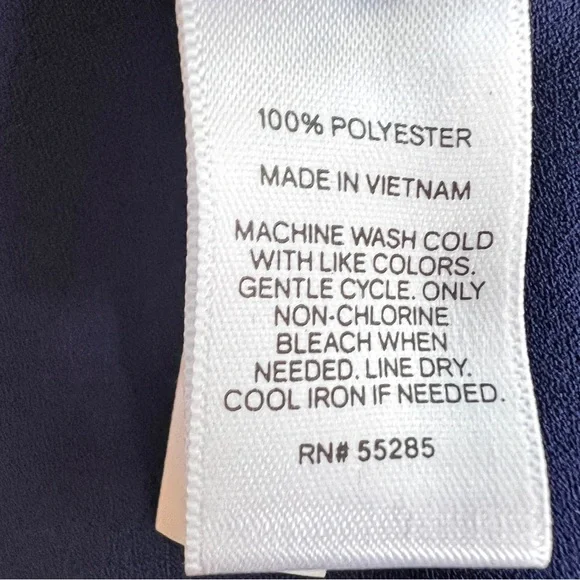 100% POLYESTER
MADE IN VIETNAM
MACHINE WASH COLD
WITH LIKE COLORS.
GENTLE CYCLE. ONLY
NON-CHLORINE
BLEACH WHEN
NEEDED. LINE DRY.
COOL IRON IF NEEDED.
RN# 55285